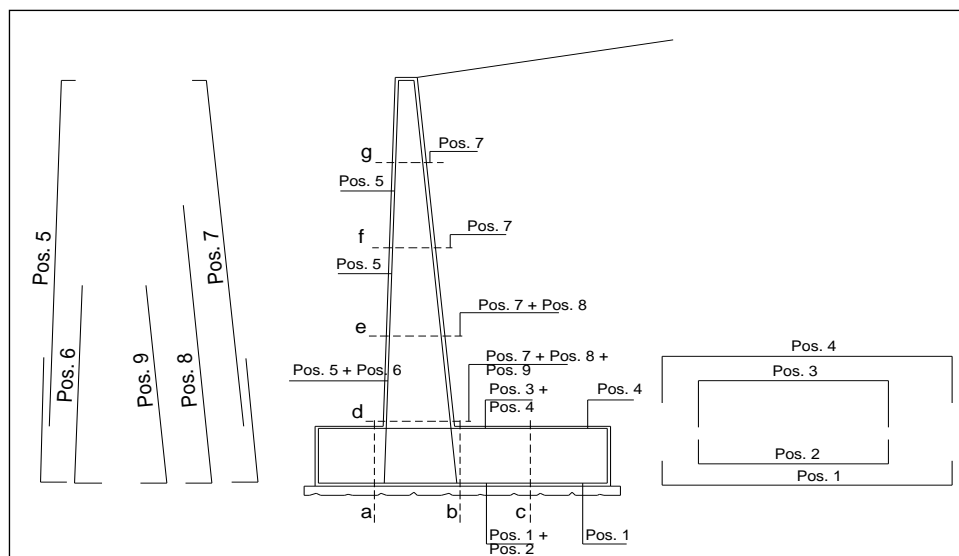 Pos. 5
Pos. 6
Pos. 9
Pos. 8
Pos. 7
g
Pos. 7
Pos. 5
f
Pos. 7
Pos. 5
e
Pos. 7 + Pos. 8
Pos. 5 + Pos. 6
Pos. 7 + Pos. 8 +
Pos. 9
d
Pos. 3 +
Pos. 4
Pos. 4
a
b
c
Pos. 1 +
Pos. 2
Pos. 1
Pos. 4
Pos. 3
Pos. 2
Pos. 1